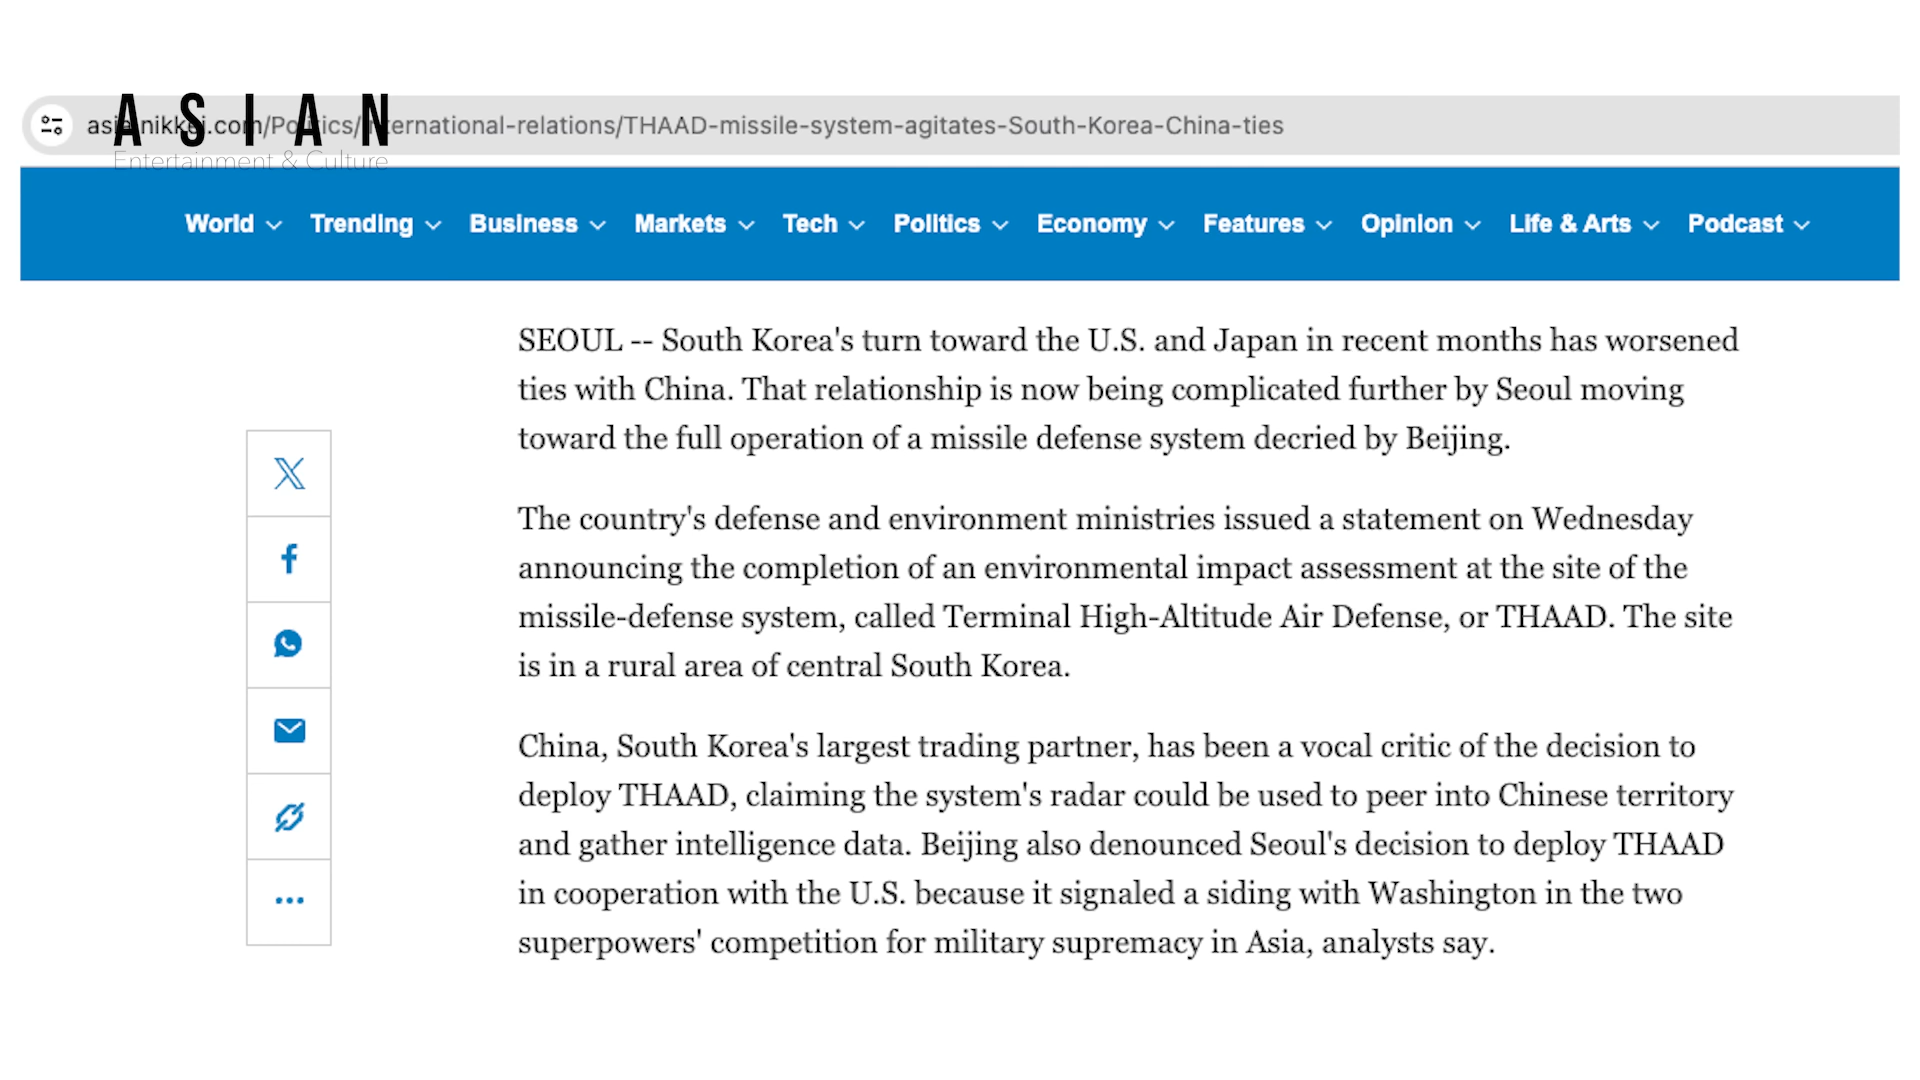 ASIAN
Entertainment & Culture
asia.nikkei.com/Politics/International-relations/THAAD-missile-system-agitates-South-Korea-China-ties
World Trending Business Markets Tech Politics Economy Features Opinion Life & Arts Podcast
SEOUL -- South Korea's turn toward the U.S. and Japan in recent months has worsened
ties with China. That relationship is now being complicated further by Seoul moving
toward the full operation of a missile defense system decried by Beijing.
The country's defense and environment ministries issued a statement on Wednesday
announcing the completion of an environmental impact assessment at the site of the
missile-defense system, called Terminal High-Altitude Air Defense, or THAAD. The site
is in a rural area of central South Korea.
China, South Korea's largest trading partner, has been a vocal critic of the decision to
deploy THAAD, claiming the system's radar could be used to peer into Chinese territory
and gather intelligence data. Beijing also denounced Seoul's decision to deploy THAAD
in cooperation with the U.S. because it signaled a siding with Washington in the two
superpowers' competition for military supremacy in Asia, analysts say.